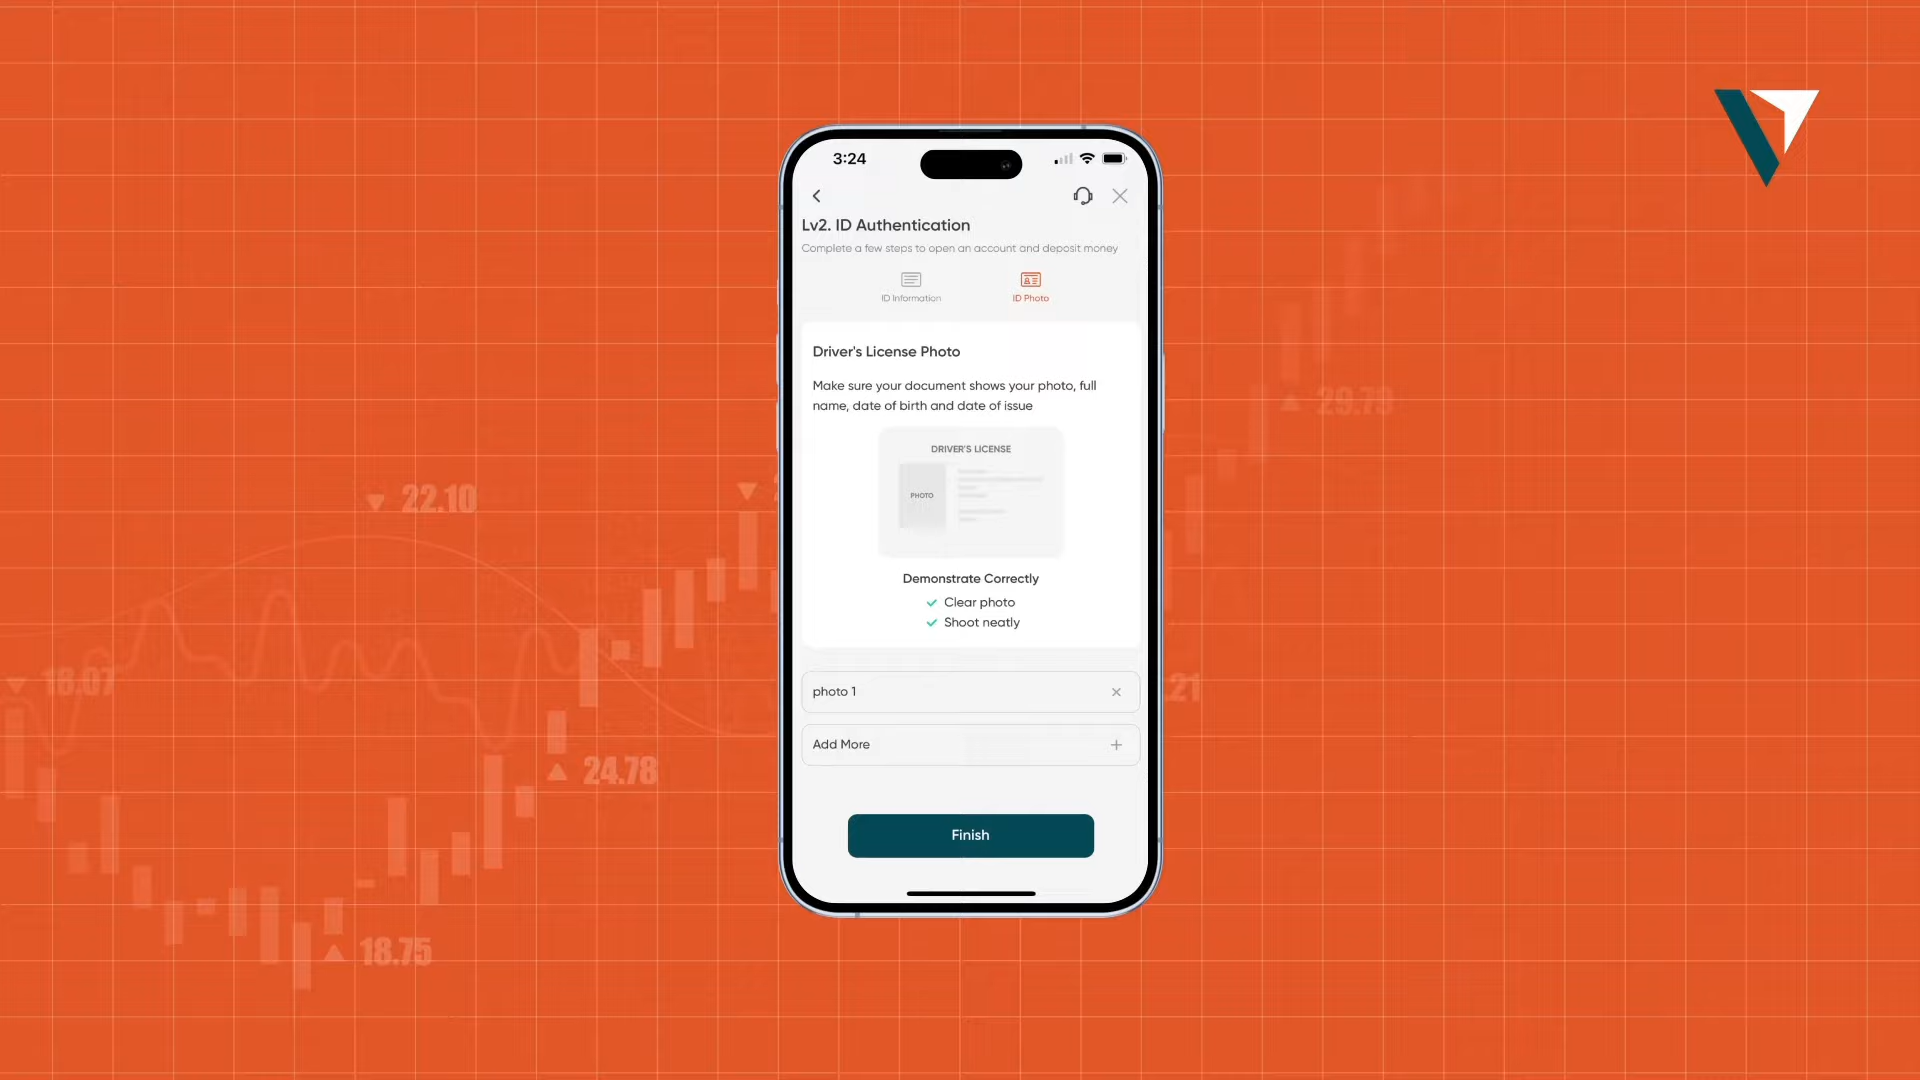 3:24
Lv2. ID Authentication
Complete a few steps to open an account and deposit money
ID Information
ID Photo
Driver's License Photo
Make sure your document shows your photo, full
name, date of birth and date of issue
DRIVER'S LICENSE
PHOTO
Demonstrate Correctly
Clear photo
Shoot neatly
photo 1
Add More
Finish
29.79
22.10
18.07
.21
24.78
18.75